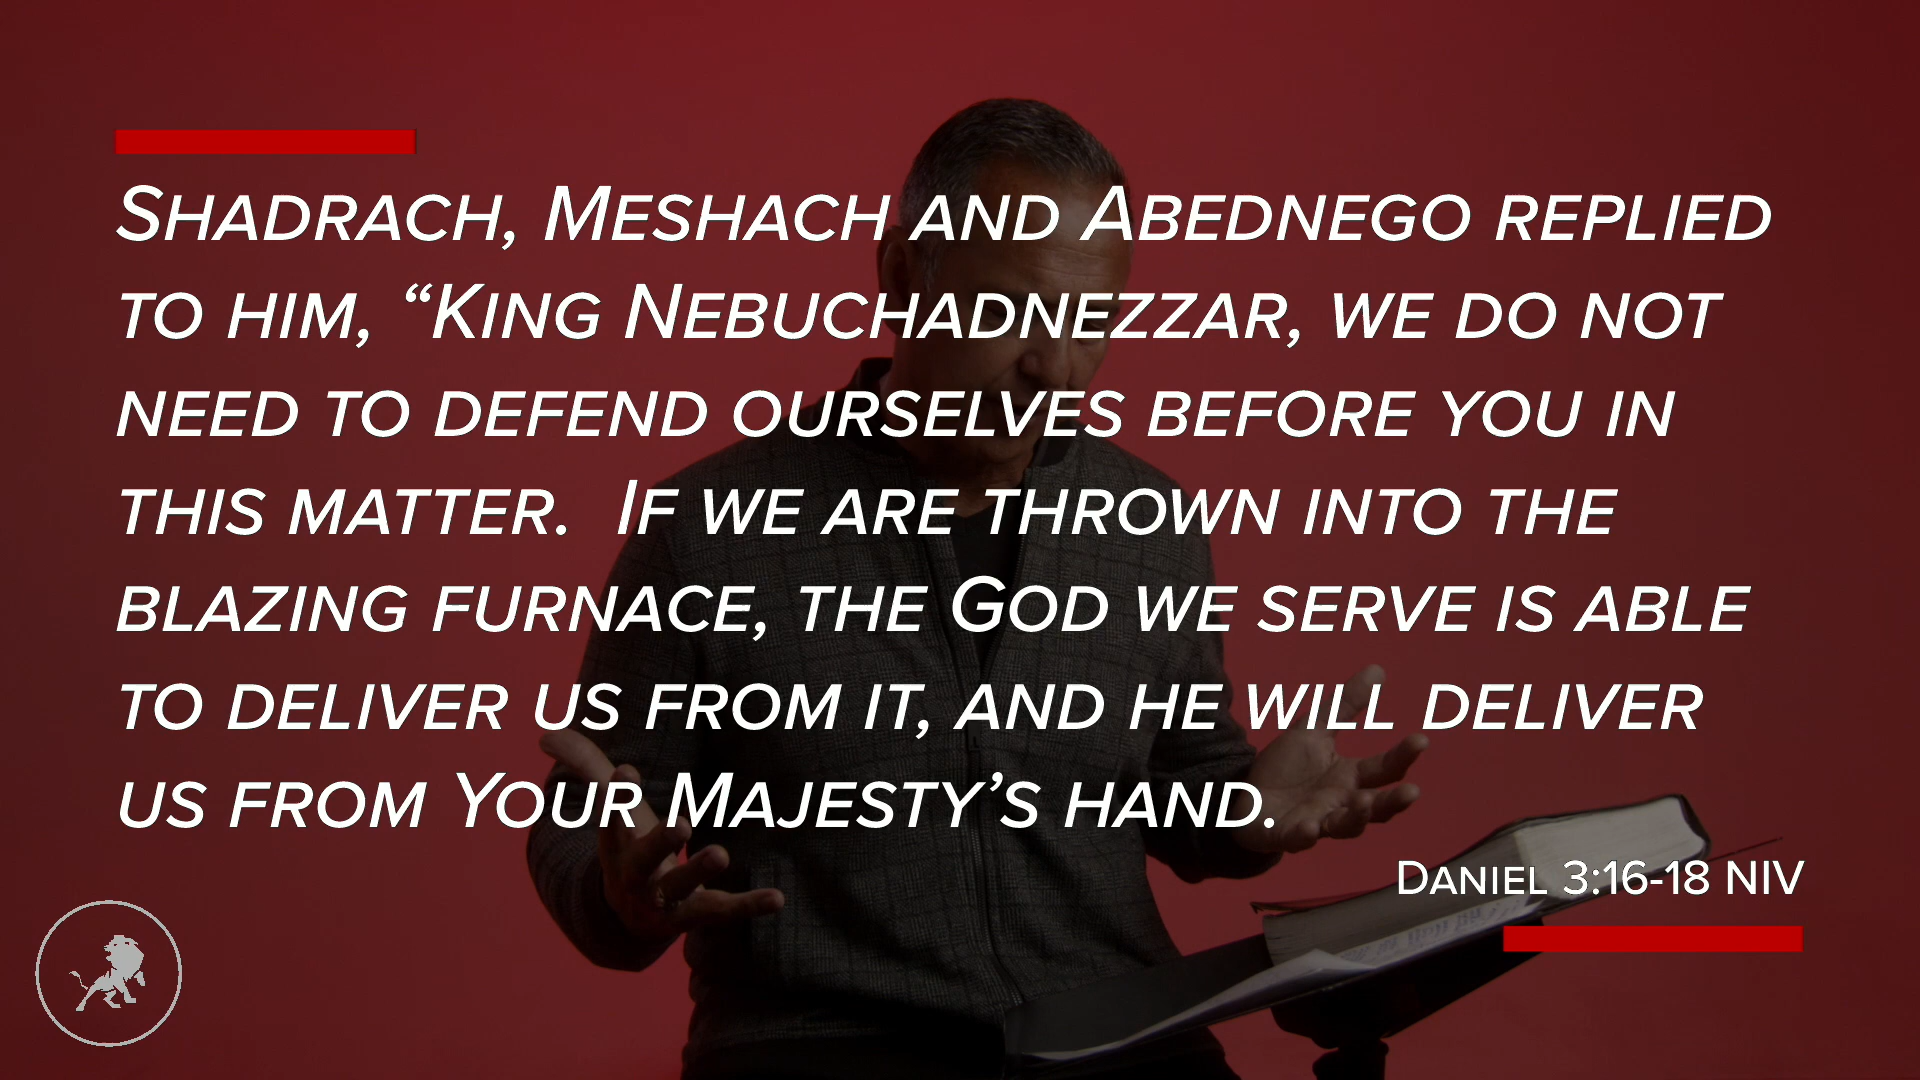 Shadrach, Meshach and Abednego replied
to him, “King Nebuchadnezzar, we do not
need to defend ourselves before you in
this matter.  If we are thrown into the
blazing furnace, the God we serve is able
to deliver us from it, and he will deliver
us from Your Majesty’s hand.
Daniel 3:16-18 NIV